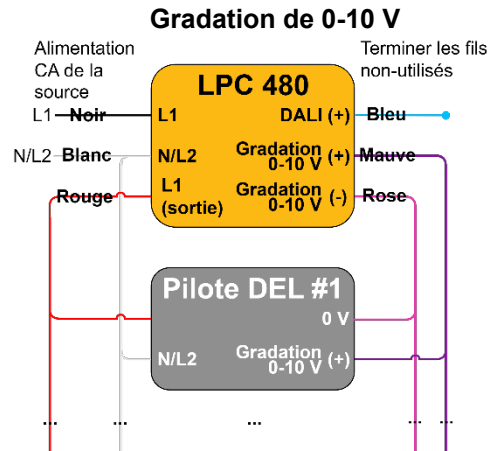 Gradation de 0-10 V
Alimentation
CA de la
source
Terminer les fils
non-utilisés
LPC 480
L1 Noir L1 DALI (+) Bleu
N/L2 Blanc N/L2 Gradation
0-10 V (+) Mauve
Rouge L1
(sortie)
Gradation
0-10 V (-) Rose
Pilote DEL #1
0 V
N/L2 Gradation
0-10 V (+)
... ... ... ... ...